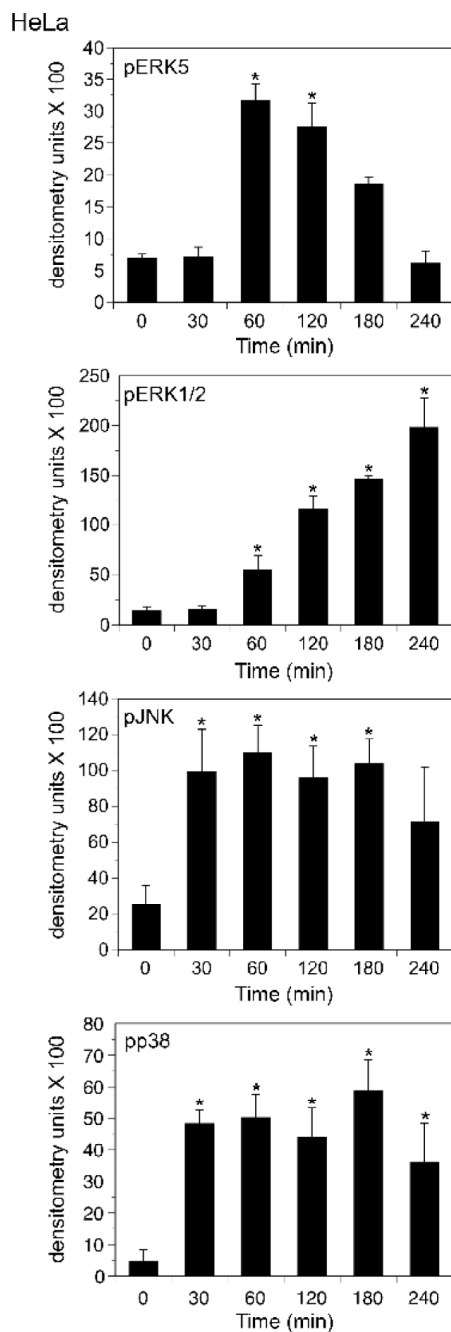 HeLa
pERK5
densitometry units X 100
40
35
30
25
20
15
10
5
0
* *
0 30 60 120 180 240
Time (min)
pERK1/2
densitometry units X 100
250
200
150
100
50
0
* * * *
0 30 60 120 180 240
Time (min)
pJNK
densitometry units X 100
140
120
100
80
60
40
20
0
* * * *
0 30 60 120 180 240
Time (min)
pp38
densitometry units X 100
80
70
60
50
40
30
20
10
0
* * * * *
0 30 60 120 180 240
Time (min)